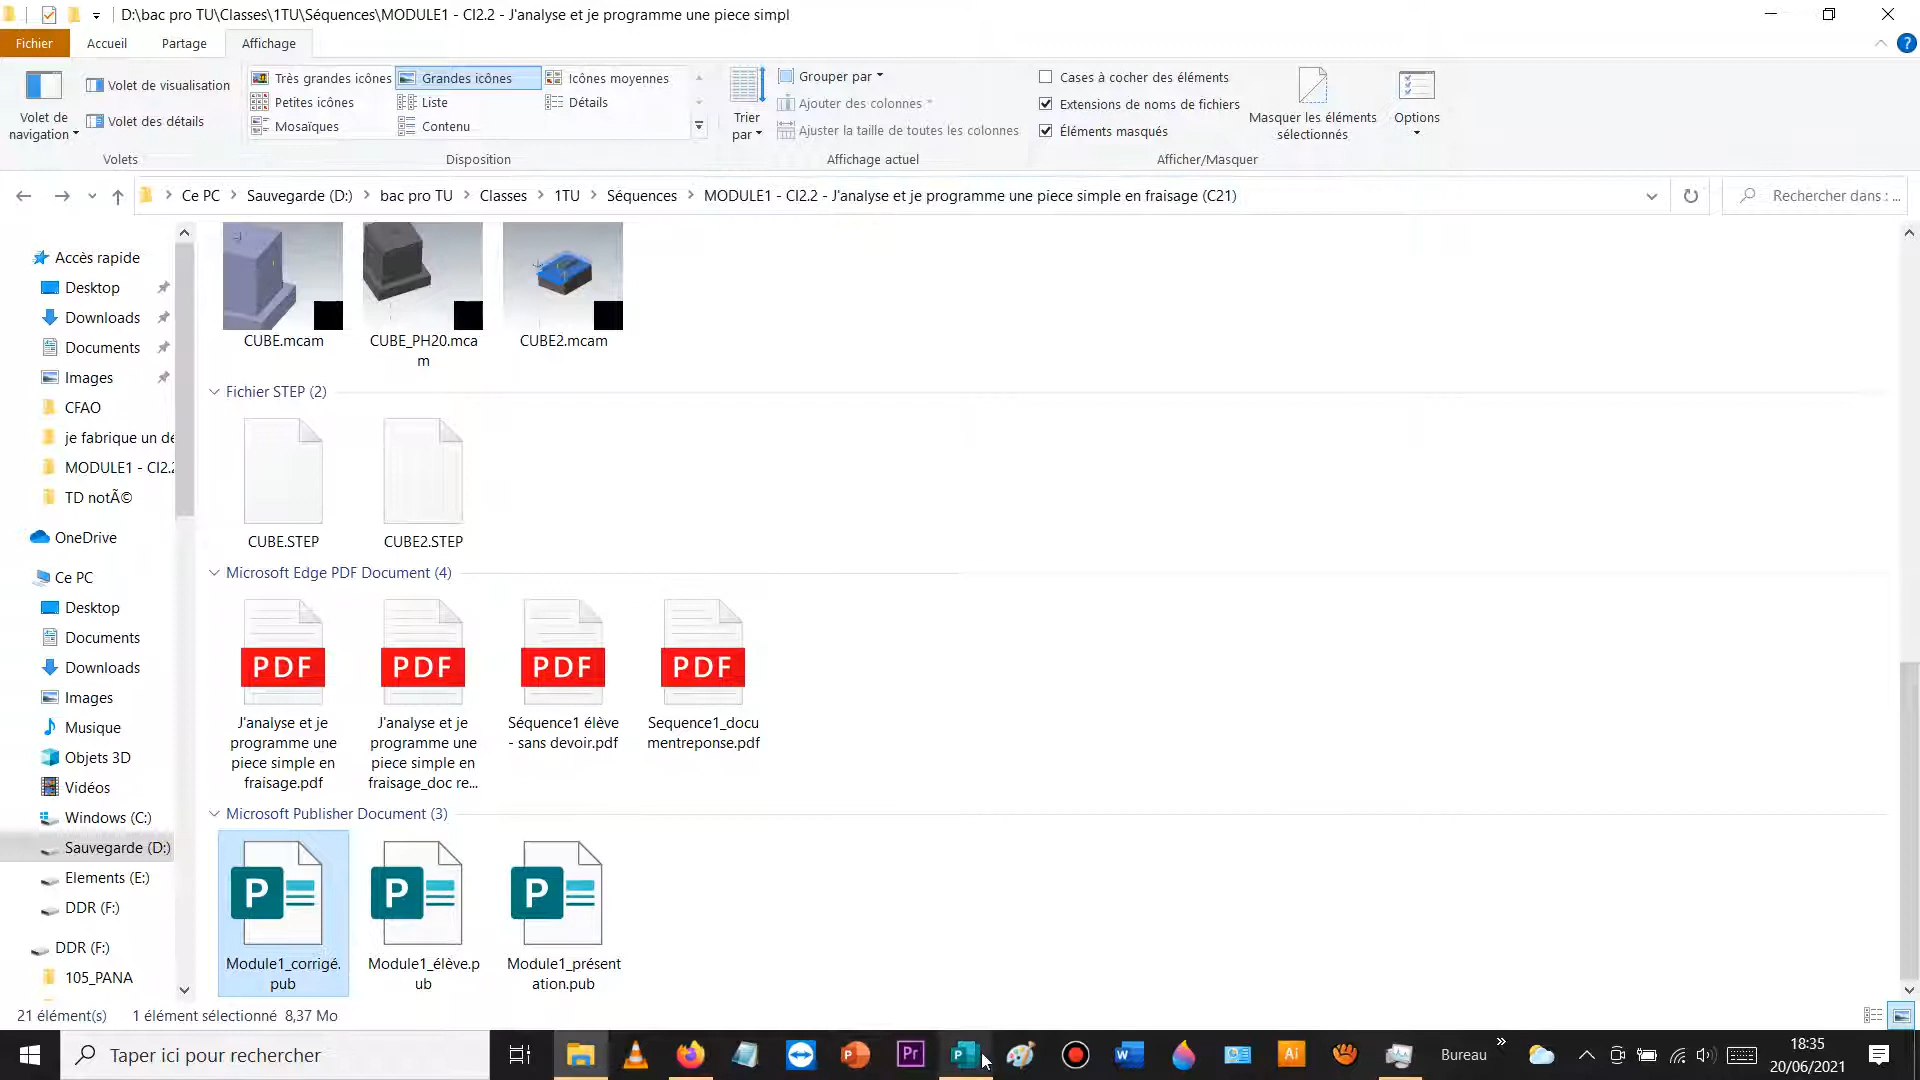 D:\bac pro TU\Classes\1TU\Séquences\MODULE1 - CI2.2 - J'analyse et je programme une piece simpl
Fichier
Accueil
Partage
Affichage
?
Volet de navigation
Volet de visualisation
Volet des détails
Volets
Très grandes icônes
Grandes icônes
Icônes moyennes
Petites icônes
Liste
Détails
Mosaïques
Contenu
Disposition
Trier par
Grouper par
Ajouter des colonnes
Ajuster la taille de toutes les colonnes
Affichage actuel
Cases à cocher des éléments
Extensions de noms de fichiers
Éléments masqués
Masquer les éléments sélectionnés
Afficher/Masquer
Options
Ce PC
Sauvegarde (D:)
bac pro TU
Classes
1TU
Séquences
MODULE1 - CI2.2 - J'analyse et je programme une piece simple en fraisage (C21)
Rechercher dans : ...
Accès rapide
Desktop
Downloads
Documents
Images
CFAO
je fabrique un de
MODULE1 - CI2.2
TD notÃ©
OneDrive
Ce PC
Desktop
Documents
Downloads
Images
Musique
Objets 3D
Vidéos
Windows (C:)
Sauvegarde (D:)
Elements (E:)
DDR (F:)
DDR (F:)
105_PANA
CUBE.mcam
CUBE_PH20.mca
m
CUBE2.mcam
Fichier STEP (2)
CUBE.STEP
CUBE2.STEP
Microsoft Edge PDF Document (4)
PDF
PDF
PDF
PDF
J'analyse et je
programme une
piece simple en
fraisage.pdf
J'analyse et je
programme une
piece simple en
fraisage_doc re...
Séquence1 élève
- sans devoir.pdf
Sequence1_docu
mentreponse.pdf
Microsoft Publisher Document (3)
P
P
P
Module1_corrigé.
pub
Module1_élève.p
ub
Module1_présent
ation.pub
21 élément(s)
1 élément sélectionné 8,37 Mo
Taper ici pour rechercher
P
Pr
P
W
Ai
Bureau
18:35
20/06/2021